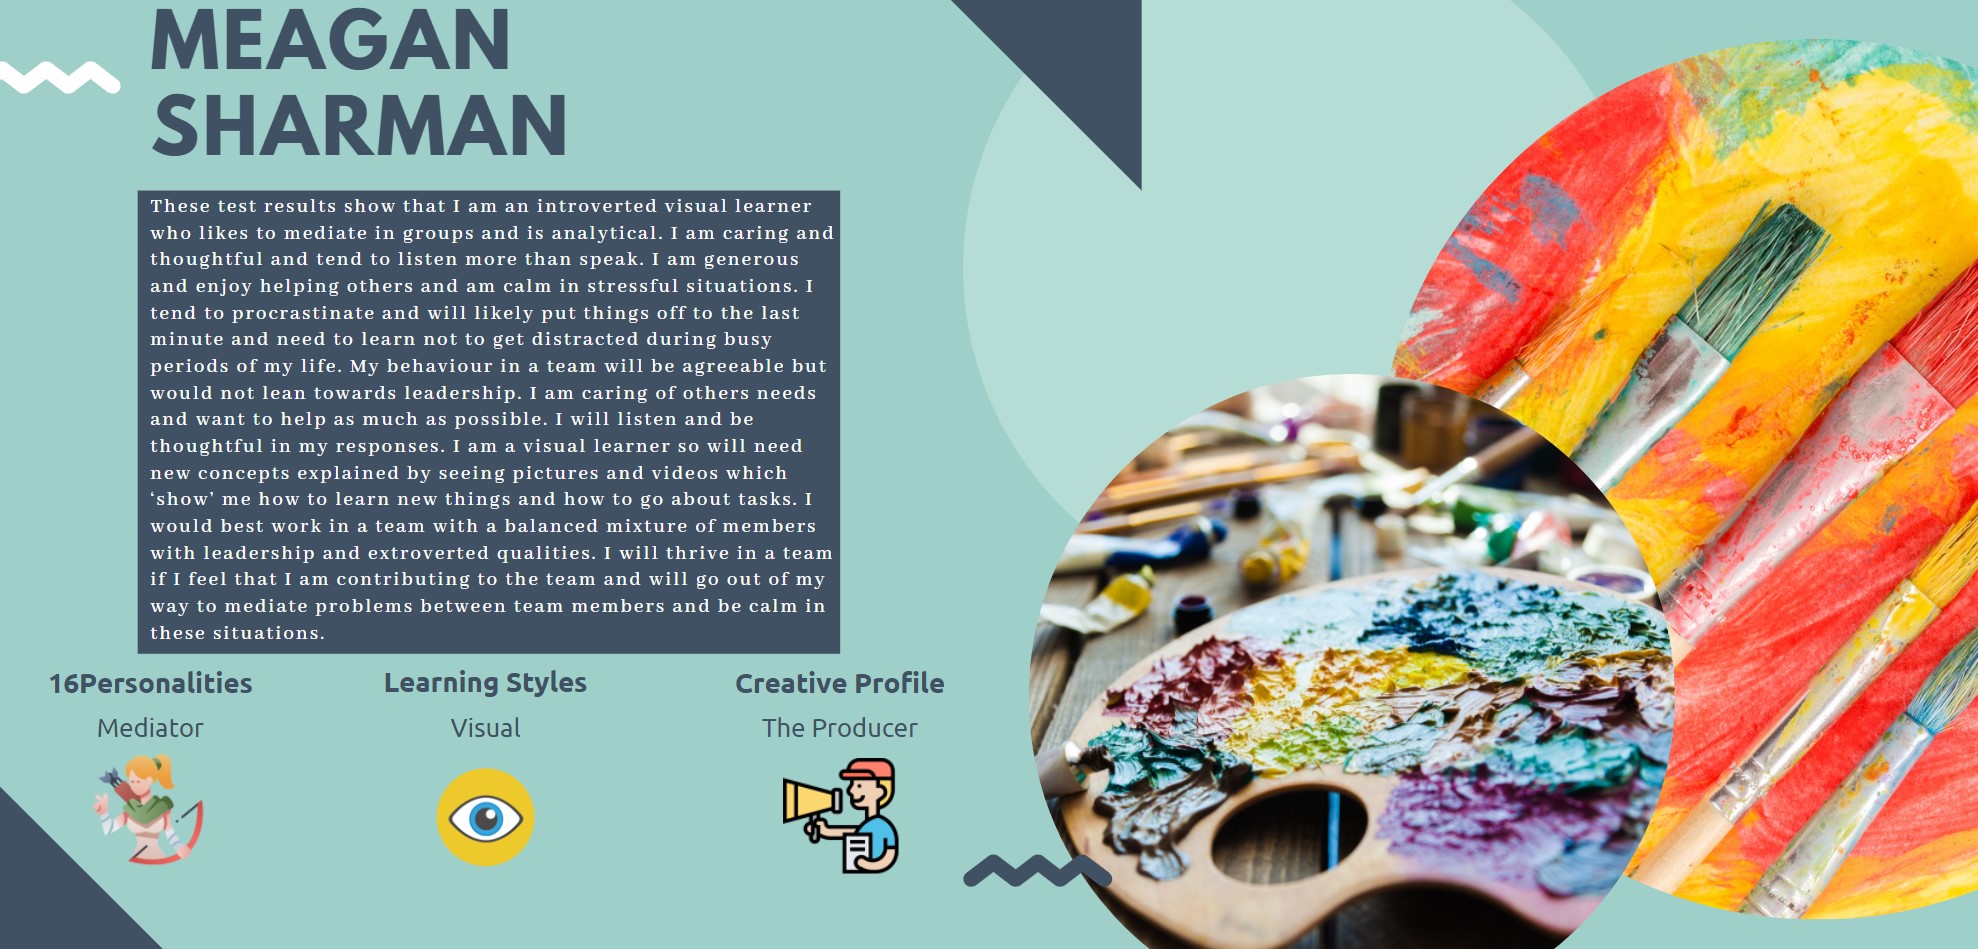 MEAGAN
SHARMAN
These test results show that I am an introverted visual learner
who likes to mediate in groups and is analytical. I am caring and
thoughtful and tend to listen more than speak. I am generous
and enjoy helping others and am calm in stressful situations. I
tend to procrastinate and will likely put things off to the last
minute and need to learn not to get distracted during busy
periods of my life. My behaviour in a team will be agreeable but
would not lean towards leadership. I am caring of others needs
and want to help as much as possible. I will listen and be
thoughtful in my responses. I am a visual learner so will need
new concepts explained by seeing pictures and videos which
‘show’ me how to learn new things and how to go about tasks. I
would best work in a team with a balanced mixture of members
with leadership and extroverted qualities. I will thrive in a team
if I feel that I am contributing to the team and will go out of my
way to mediate problems between team members and be calm in
these situations.
16Personalities
Mediator
Learning Styles
Visual
Creative Profile
The Producer